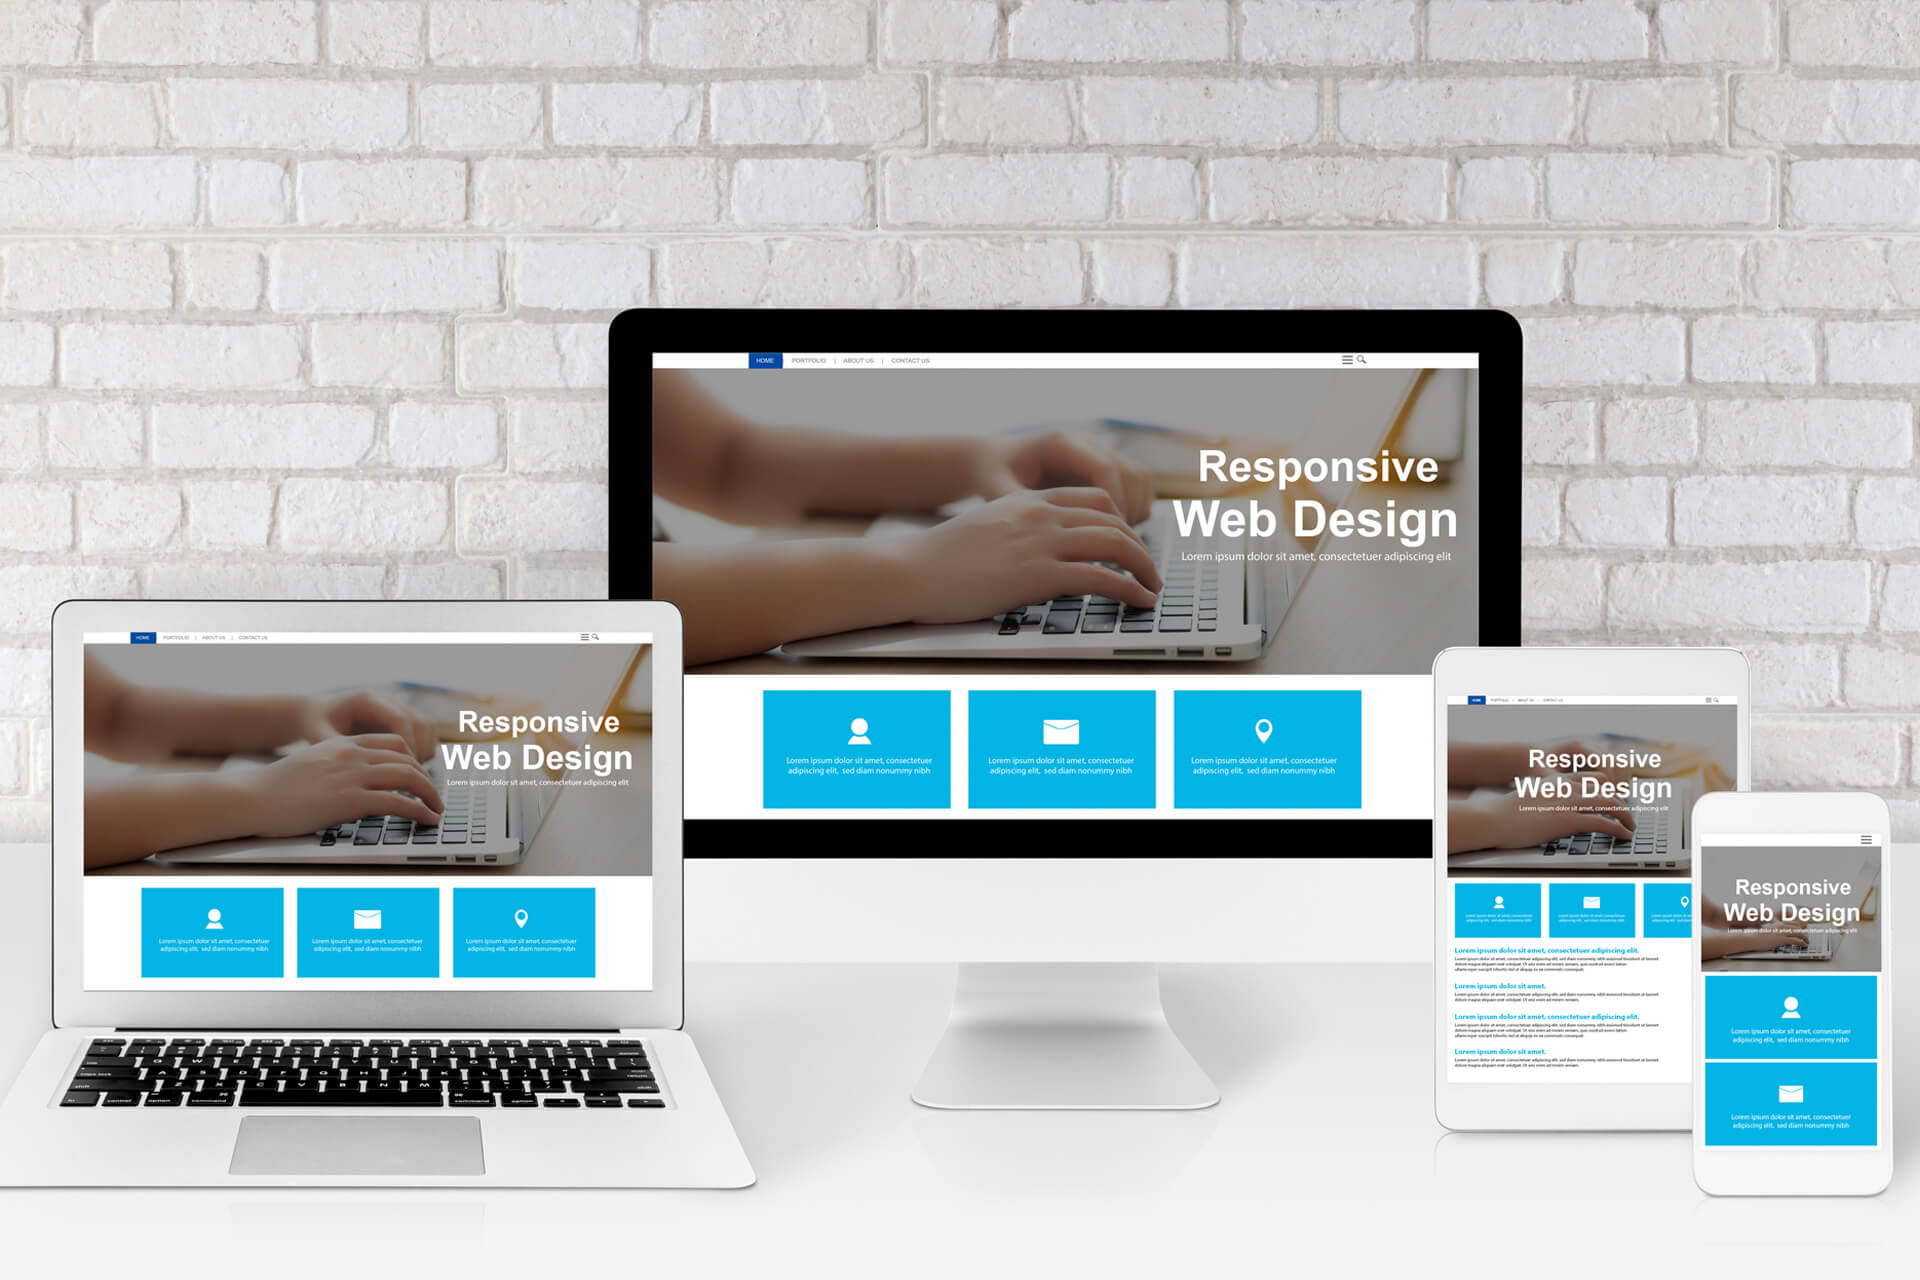 HOME PORTFOLIO | ABOUT US | CONTACT US
Responsive
Web Design
Lorem ipsum dolor sit amet, consectetuer adipiscing elit
Lorem ipsum dolor sit amet, consectetuer
adipiscing elit, sed diam nonummy nibh
Lorem ipsum dolor sit amet, consectetuer
adipiscing elit, sed diam nonummy nibh
Lorem ipsum dolor sit amet, consectetuer
adipiscing elit, sed diam nonummy nibh
HOME PORTFOLIO | ABOUT US | CONTACT US
Responsive
Web Design
Lorem ipsum dolor sit amet, consectetuer adipiscing elit
Lorem ipsum dolor sit amet, consectetuer
adipiscing elit, sed diam nonummy nibh
Lorem ipsum dolor sit amet, consectetuer
adipiscing elit, sed diam nonummy nibh
Lorem ipsum dolor sit amet, consectetuer
adipiscing elit, sed diam nonummy nibh
HOME PORTFOLIO | ABOUT US | CONTACT US
Responsive
Web Design
Lorem ipsum dolor sit amet, consectetuer adipiscing elit
Lorem ipsum dolor sit amet, consectetuer adipiscing elit.
Lorem ipsum dolor sit amet.
Lorem ipsum dolor sit amet, consectetuer adipiscing elit.
Lorem ipsum dolor sit amet.
Responsive
Web Design
Lorem ipsum dolor sit amet, consectetuer adipiscing elit
Lorem ipsum dolor sit amet, consectetuer
adipiscing elit, sed diam nonummy nibh
Lorem ipsum dolor sit amet, consectetuer
adipiscing elit, sed diam nonummy nibh